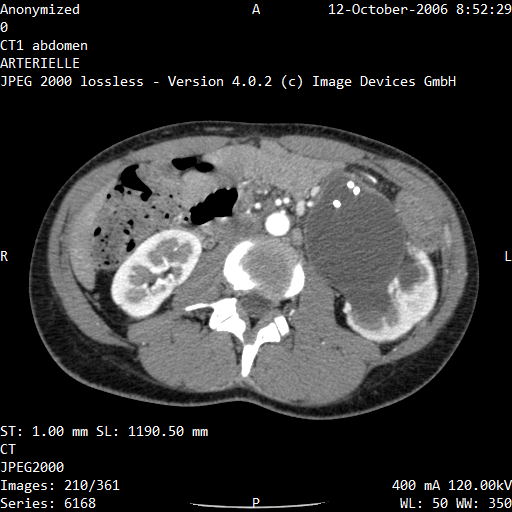 Anonymized A 12-October-2006 8:52:29
0
CT1 abdomen
ARTERIELLE
JPEG 2000 lossless - Version 4.0.2 (c) Image Devices GmbH
R L
ST: 1.00 mm SL: 1190.50 mm
CT
JPEG2000
Images: 210/361 400 mA 120.00kV
Series: 6168 P WL: 50 WW: 350